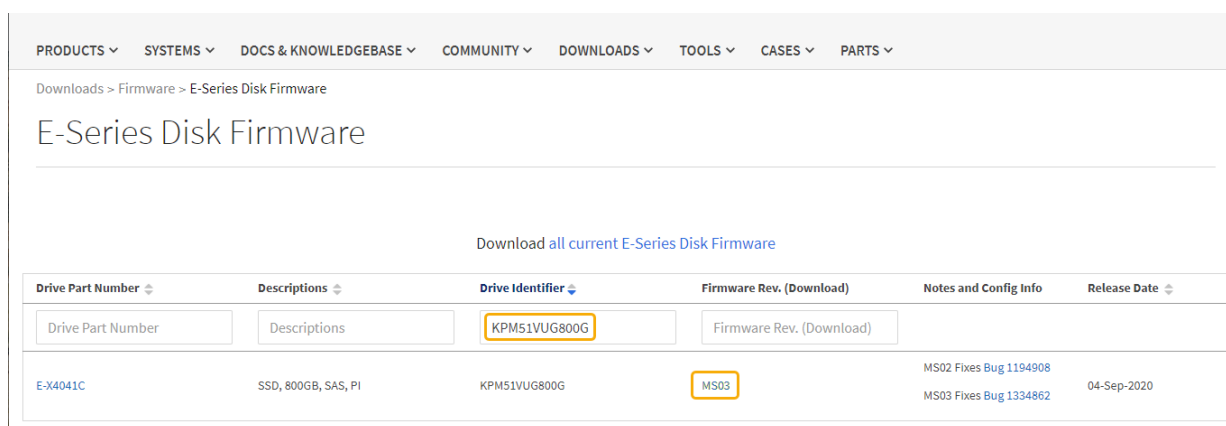 PRODUCTS SYSTEMS DOCS & KNOWLEDGEBASE COMMUNITY DOWNLOADS TOOLS CASES PARTS
Downloads > Firmware > E-Series Disk Firmware
E-Series Disk Firmware
Download all current E-Series Disk Firmware
Drive Part Number Descriptions Drive Identifier Firmware Rev. (Download) Notes and Config Info Release Date
Drive Part Number Descriptions KPM51VUG800G Firmware Rev. (Download)
MS02 Fixes Bug 1194908
E-X4041C SSD, 800GB, SAS, PI KPM51VUG800G MS03 04-Sep-2020
MS03 Fixes Bug 1334862